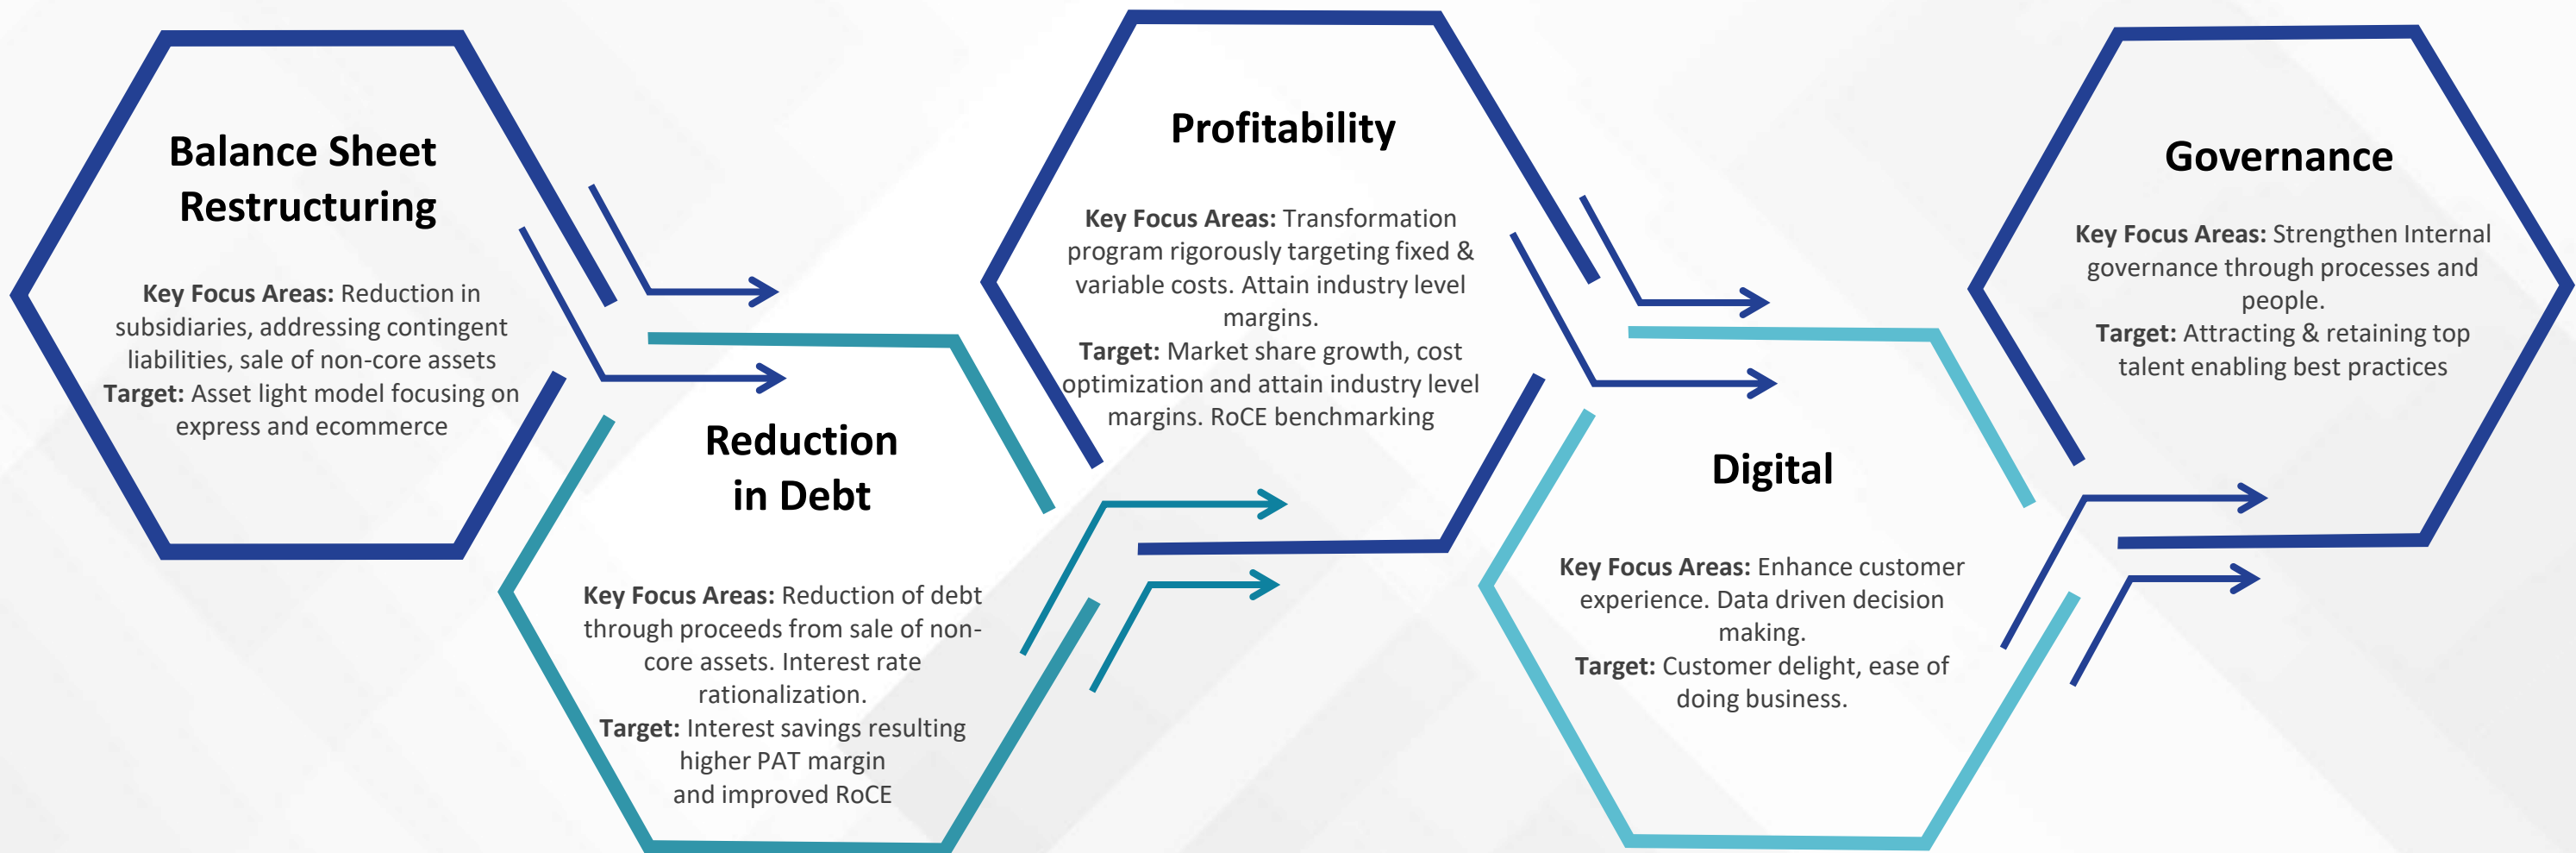 Balance Sheet
Restructuring
Key Focus Areas: Reduction in
subsidiaries, addressing contingent
liabilities, sale of non-core assets
Target: Asset light model focusing on
express and ecommerce
Reduction
in Debt
Key Focus Areas: Reduction of debt
through proceeds from sale of non-
core assets. Interest rate
rationalization.
Target: Interest savings resulting
higher PAT margin
and improved RoCE
Profitability
Key Focus Areas: Transformation
program rigorously targeting fixed &
variable costs. Attain industry level
margins.
Target: Market share growth, cost
optimization and attain industry level
margins. RoCE benchmarking
Digital
Key Focus Areas: Enhance customer
experience. Data driven decision
making.
Target: Customer delight, ease of
doing business.
Governance
Key Focus Areas: Strengthen Internal
governance through processes and
people.
Target: Attracting & retaining top
talent enabling best practices